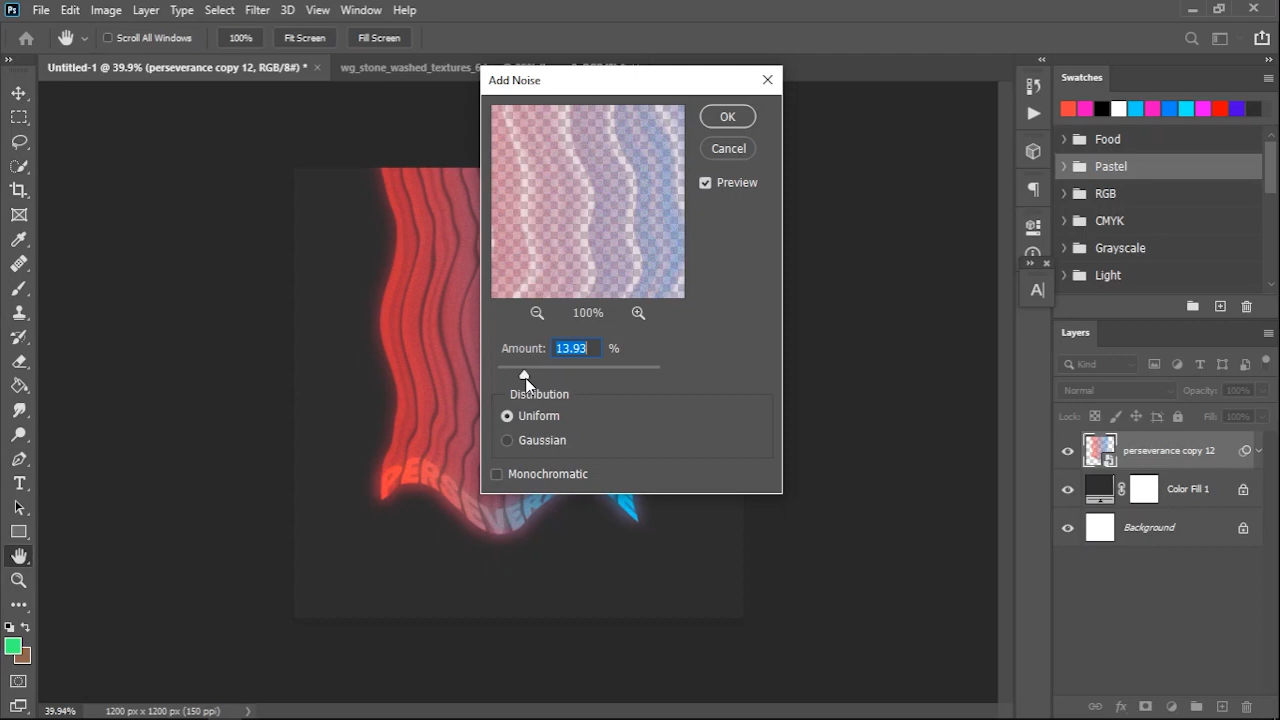 Ps File Edit Image Layer Type Select Filter 3D View Window Help
Scroll All Windows 100% Fit Screen Fill Screen
Untitled-1 @ 39.9% (perseverance copy 12, RGB/8#) * × wg_stone_washed_textures_
Add Noise
OK
Cancel
Preview
100%
Amount: 13.93 %
Distribution
Uniform
Gaussian
Monochromatic
PERSEVERA
Swatches
Food
Pastel
RGB
CMYK
Grayscale
Light
Layers
Kind
Normal Opacity: 100%
Lock: Fill: 100%
perseverance copy 12
Color Fill 1
Background
39.94% 1200 px x 1200 px (150 ppi)